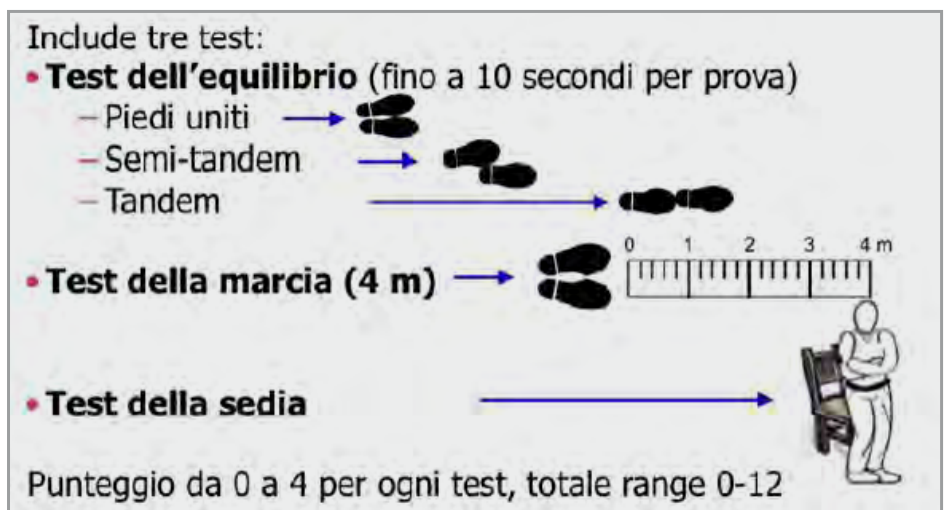 Include tre test:
• Test dell'equilibrio (fino a 10 secondi per prova)
– Piedi uniti
– Semi-tandem
– Tandem
0 1 2 3 4 m
• Test della marcia (4 m)
• Test della sedia
Punteggio da 0 a 4 per ogni test, totale range 0-12